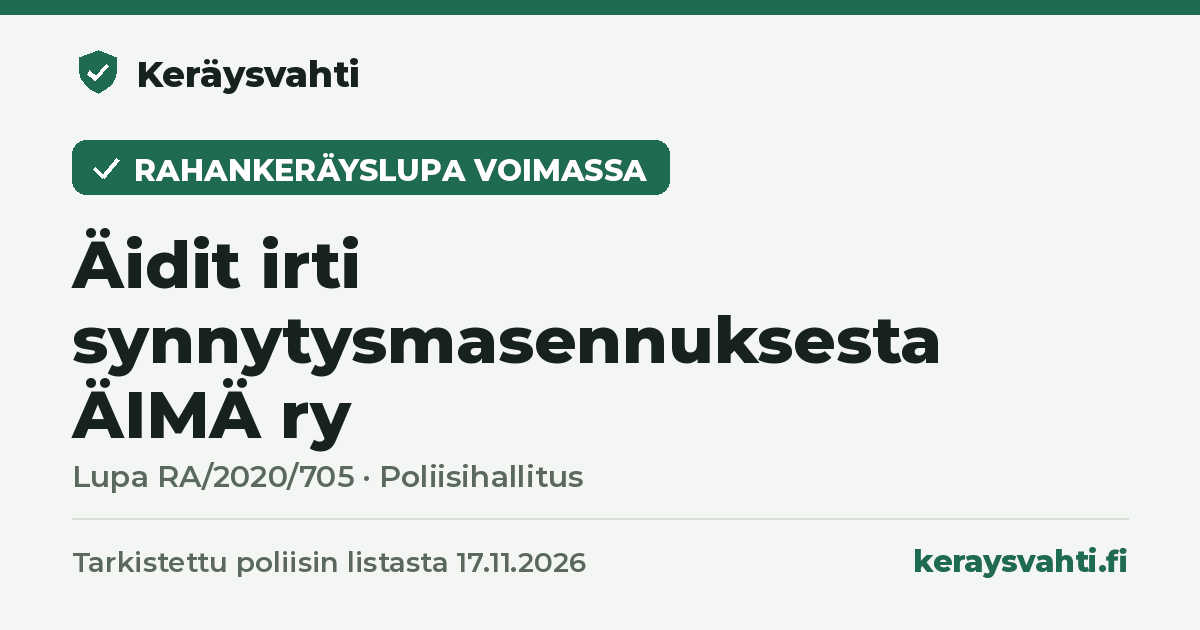 Keräysvahti
RAHANKERÄYSLUPA VOIMASSA
Äidit irti
synnytysmasennuksesta
ÄIMÄ ry
Lupa RA/2020/705 · Poliisihallitus
Tarkistettu poliisin listasta 17.11.2026
keraysvahti.fi